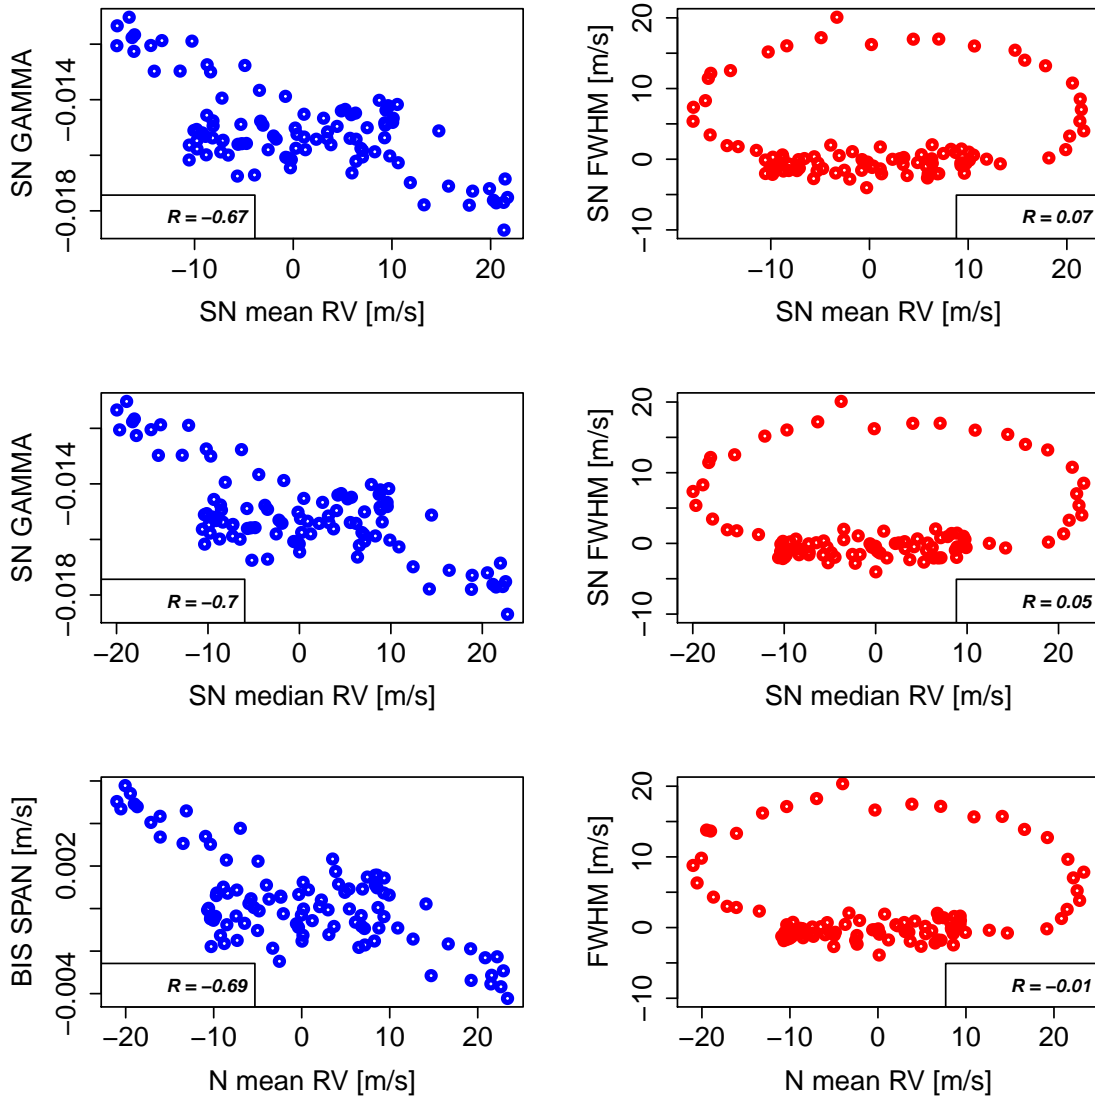 SN GAMMA
−0.018
−0.014
R = −0.67
−10
0
10
20
SN mean RV [m/s]
SN FWHM [m/s]
−10
0
10
20
R = 0.07
−10
0
10
20
SN mean RV [m/s]
SN GAMMA
−0.018
−0.014
R = −0.7
−20
−10
0
10
20
SN median RV [m/s]
SN FWHM [m/s]
−10
0
10
20
R = 0.05
−20
−10
0
10
20
SN median RV [m/s]
BIS SPAN [m/s]
−0.004
0.002
R = −0.69
−20
−10
0
10
20
N mean RV [m/s]
FWHM [m/s]
−10
0
10
20
R = −0.01
−20
−10
0
10
20
N mean RV [m/s]